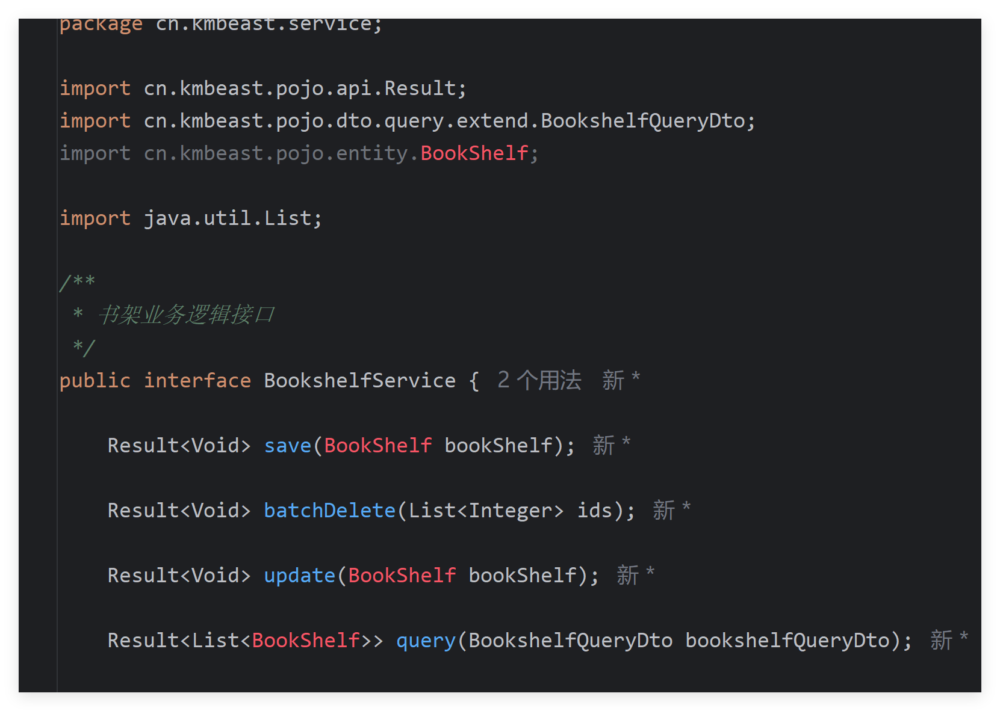 package cn.kmbeast.service;
import cn.kmbeast.pojo.api.Result;
import cn.kmbeast.pojo.dto.query.extend.BookshelfQueryDto;
import cn.kmbeast.pojo.entity.BookShelf;
import java.util.List;
/**
 * 书架业务逻辑接口
 */
public interface BookshelfService { 2 个用法 新 *
Result<Void> save(BookShelf bookShelf); 新 *
Result<Void> batchDelete(List<Integer> ids); 新 *
Result<Void> update(BookShelf bookShelf); 新 *
Result<List<BookShelf>> query(BookshelfQueryDto bookshelfQueryDto); 新 *